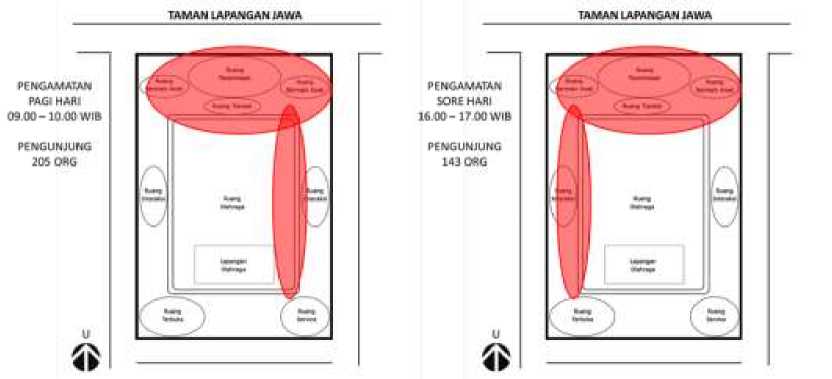 TAMAN LAPANGAN JAWA
PENGAMATAN
PAGI HARI
09.00 – 10.00 WIB
PENGUNJUNG
205 ORG
Ruang
Ruang
Bermain Anak
Ruang
Bermain Anak
Ruang Transisi
Ruang
Interaksi
Ruang
Olahraga
Ruang
Interaksi
Lapangan
Olahraga
Ruang
Terbuka
Ruang
Service
U
TAMAN LAPANGAN JAWA
PENGAMATAN
SORE HARI
16.00 – 17.00 WIB
PENGUNJUNG
143 ORG
Ruang
Ruang
Bermain Anak
Ruang
Bermain Anak
Ruang Transisi
Ruang
Interaksi
Ruang
Olahraga
Ruang
Interaksi
Lapangan
Olahraga
Ruang
Terbuka
Ruang
Service
U